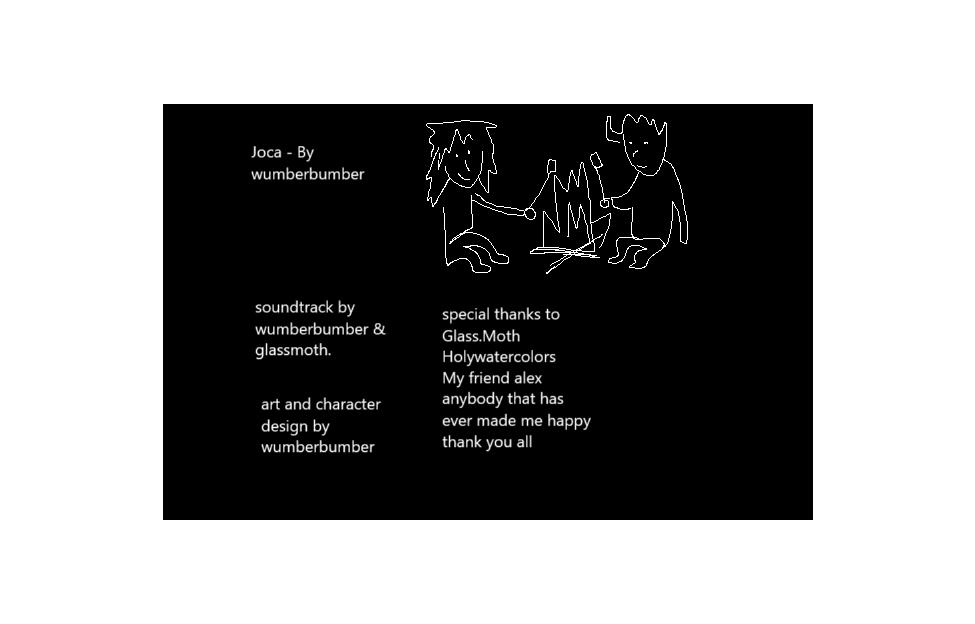 Joca - By
wumberbumber
soundtrack by
wumberbumber &
glassmoth.
art and character
design by
wumberbumber
special thanks to
Glass.Moth
Holywatercolors
My friend alex
anybody that has
ever made me happy
thank you all